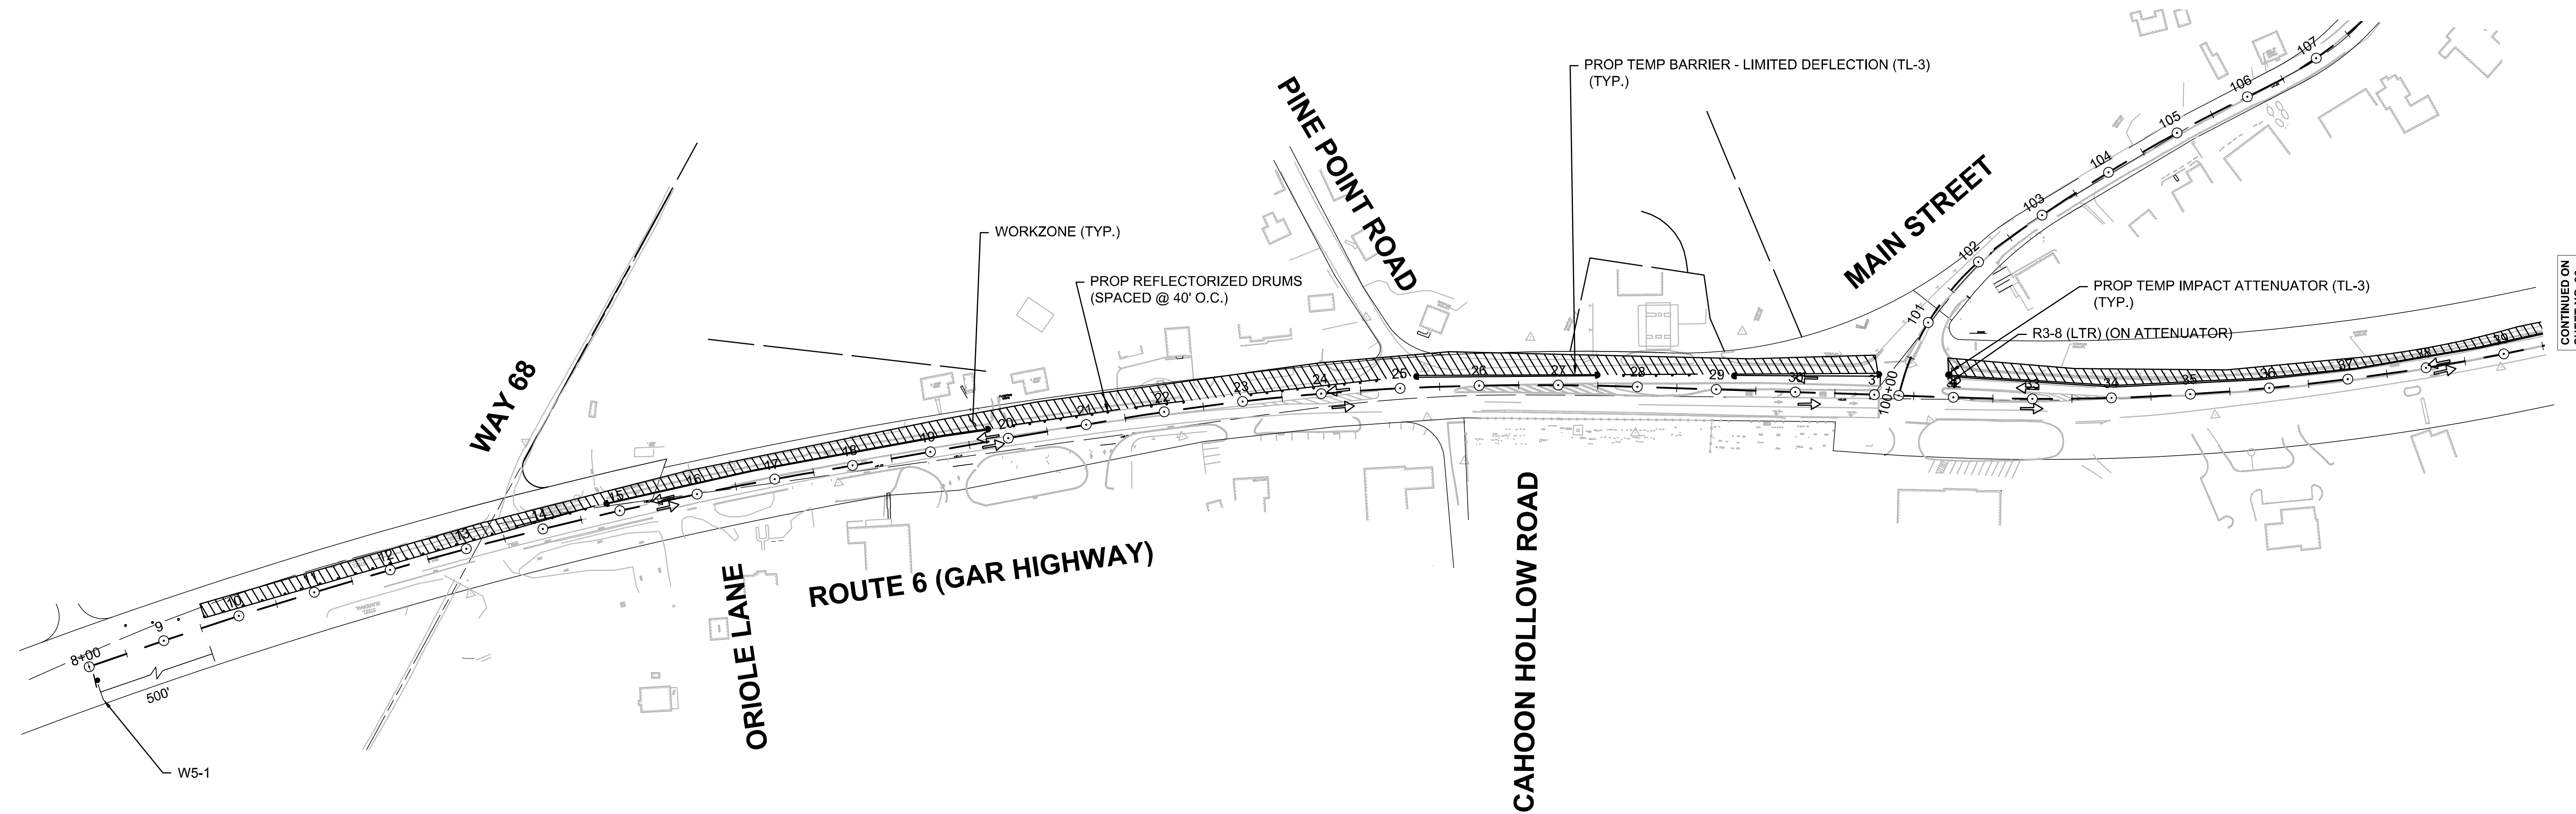 PROP TEMP BARRIER - LIMITED DEFLECTION (TL-3)
(TYP.)
PINE POINT ROAD
MAIN STREET
WAY 68
WORKZONE (TYP.)
PROP REFLECTORIZED DRUMS
(SPACED @ 40' O.C.)
PROP TEMP IMPACT ATTENUATOR (TL-3)
(TYP.)
R3-8 (LTR) (ON ATTENUATOR)
CONTINUED ON
107
106
105
104
103
102
101
100+00
8+00
9
10
11
12
13
14
15
16
17
18
19
20
21
22
23
24
25
26
27
28
29
30
31
32
33
34
35
36
37
38
39
500'
W5-1
ORIOLE LANE
ROUTE 6 (GAR HIGHWAY)
CAHOON HOLLOW ROAD